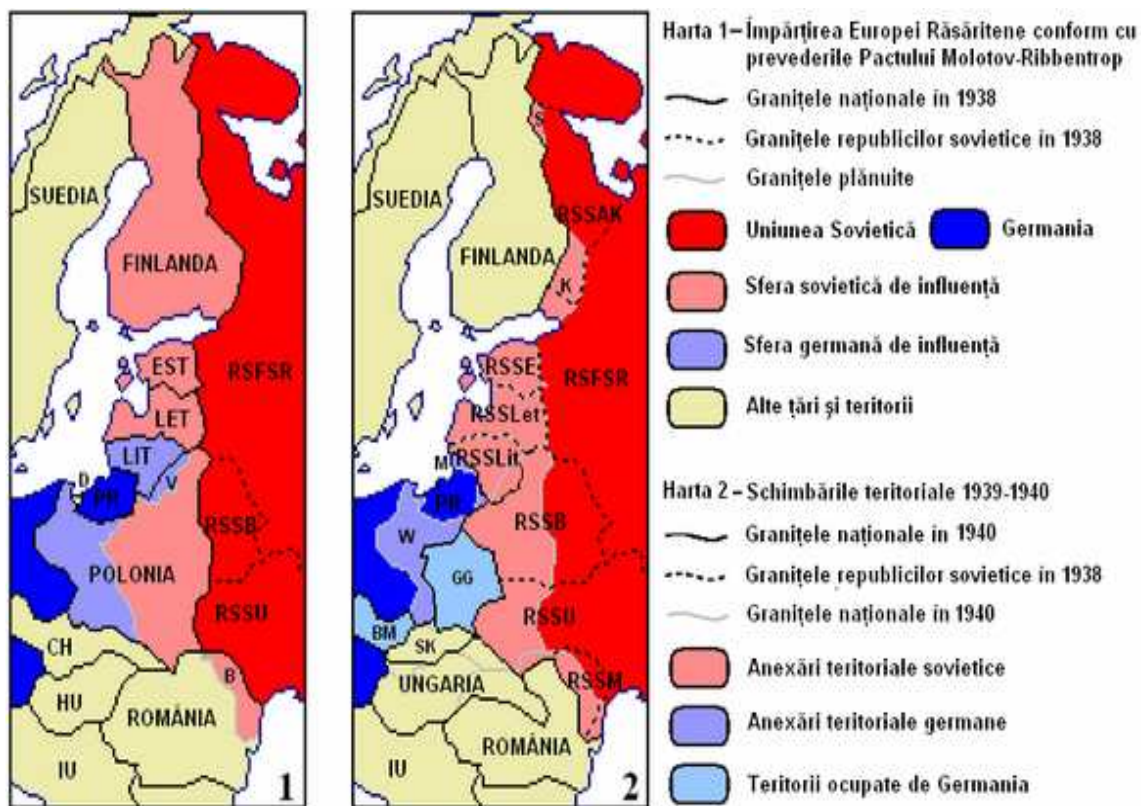 SUEDIA
FINLANDA
EST
LET
LIT
D
V
PR
RSFSR
RSSB
POLONIA
RSSU
CH
B
HU
ROMÂNIA
IU
1
S
SUEDIA
RSSAK
FINLANDA
K
RSSE
RSFSR
RSSLet
RSSLit
M
PR
W
RSSB
GG
RSSU
BM
SK
UNGARIA
RSSM
ROMÂNIA
IU
2
Harta 1 – Împărțirea Europei Răsăritene conform cu
prevederile Pactului Molotov-Ribbentrop
Granițele naționale în 1938
Granițele republicilor sovietice în 1938
Granițele plănuite
Uniunea Sovietică Germania
Sfera sovietică de influență
Sfera germană de influență
Alte țări și teritorii
Harta 2 – Schimbările teritoriale 1939-1940
Granițele naționale în 1940
Granițele republicilor sovietice în 1938
Granițele naționale în 1940
Anexări teritoriale sovietice
Anexări teritoriale germane
Teritorii ocupate de Germania